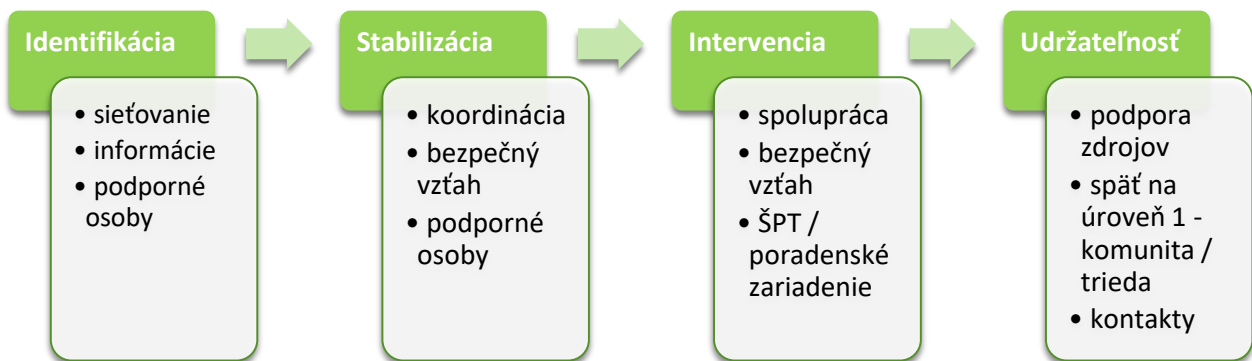 Identifikácia
• sieťovanie
• informácie
• podporné
osoby
Stabilizácia
• koordinácia
• bezpečný
vzťah
• podporné
osoby
Intervencia
• spolupráca
• bezpečný
vzťah
• ŠPT /
poradenské
zariadenie
Udržateľnosť
• podpora
zdrojov
• späť na
úroveň 1 -
komunita /
trieda
• kontakty